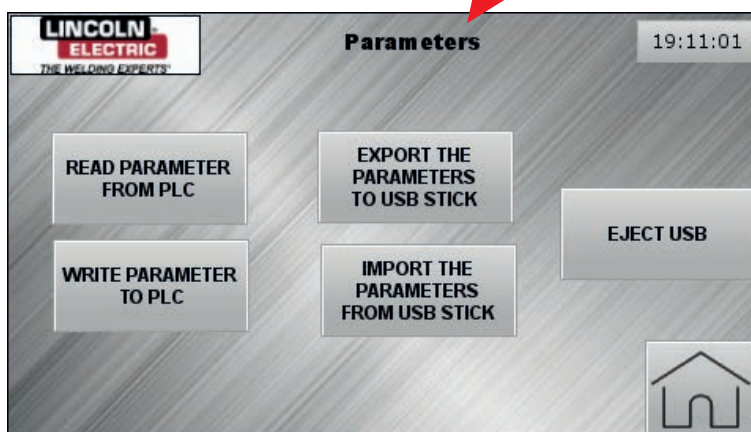 LINCOLN
ELECTRIC
THE WELDING EXPERTS
Parameters
19:11:01
READ PARAMETER
FROM PLC
EXPORT THE
PARAMETERS
TO USB STICK
EJECT USB
WRITE PARAMETER
TO PLC
IMPORT THE
PARAMETERS
FROM USB STICK